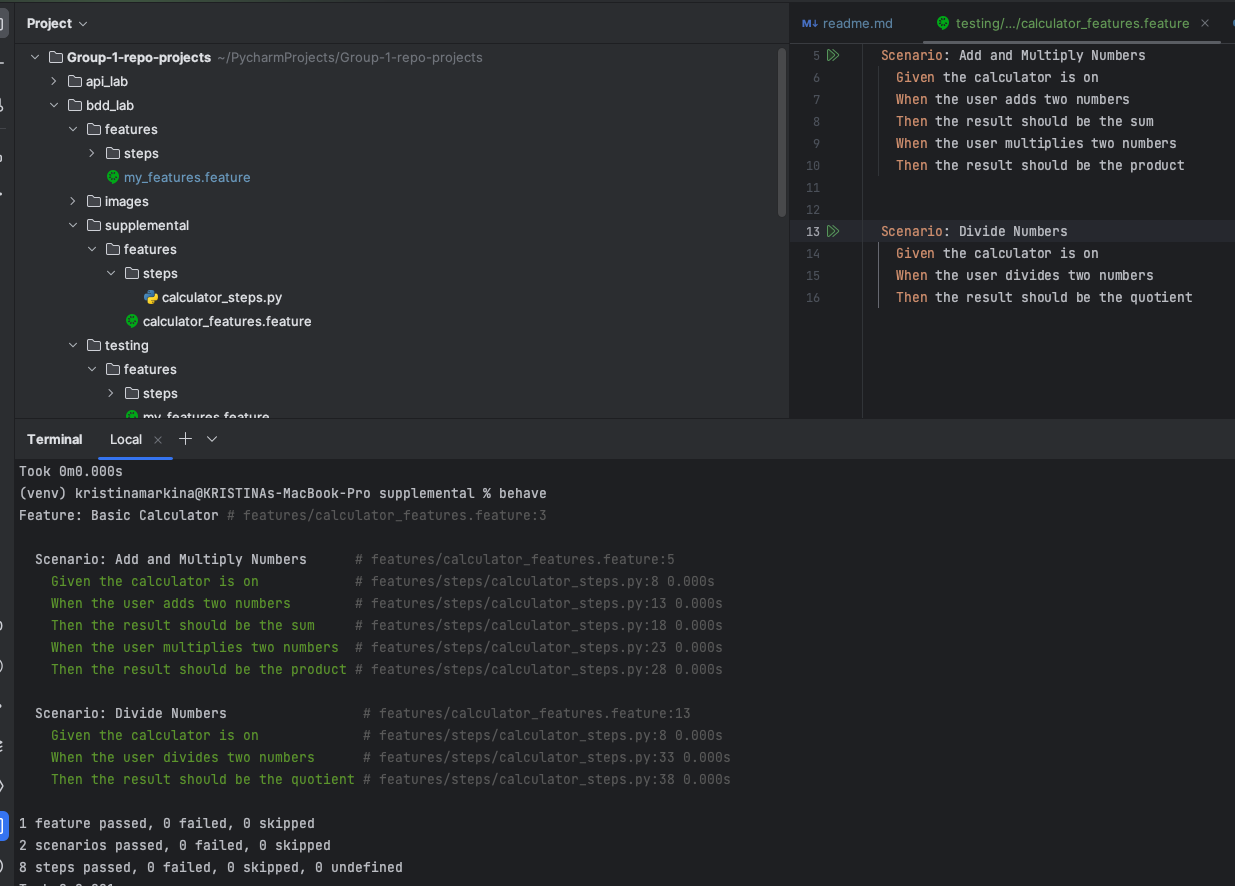 Project
Group-1-repo-projects ~/PycharmProjects/Group-1-repo-projects
api_lab
bdd_lab
features
steps
my_features.feature
images
supplemental
features
steps
calculator_steps.py
calculator_features.feature
testing
features
steps
my_features.feature
M↓ readme.md
testing/.../calculator_features.feature ×
5 Scenario: Add and Multiply Numbers
6 Given the calculator is on
7 When the user adds two numbers
8 Then the result should be the sum
9 When the user multiplies two numbers
10 Then the result should be the product
11
12
13 Scenario: Divide Numbers
14 Given the calculator is on
15 When the user divides two numbers
16 Then the result should be the quotient
Terminal Local × +
Took 0m0.000s
(venv) kristinamarkina@KRISTINAs-MacBook-Pro supplemental % behave
Feature: Basic Calculator # features/calculator_features.feature:3
Scenario: Add and Multiply Numbers # features/calculator_features.feature:5
Given the calculator is on # features/steps/calculator_steps.py:8 0.000s
When the user adds two numbers # features/steps/calculator_steps.py:13 0.000s
Then the result should be the sum # features/steps/calculator_steps.py:18 0.000s
When the user multiplies two numbers # features/steps/calculator_steps.py:23 0.000s
Then the result should be the product # features/steps/calculator_steps.py:28 0.000s
Scenario: Divide Numbers # features/calculator_features.feature:13
Given the calculator is on # features/steps/calculator_steps.py:8 0.000s
When the user divides two numbers # features/steps/calculator_steps.py:33 0.000s
Then the result should be the quotient # features/steps/calculator_steps.py:38 0.000s
1 feature passed, 0 failed, 0 skipped
2 scenarios passed, 0 failed, 0 skipped
8 steps passed, 0 failed, 0 skipped, 0 undefined